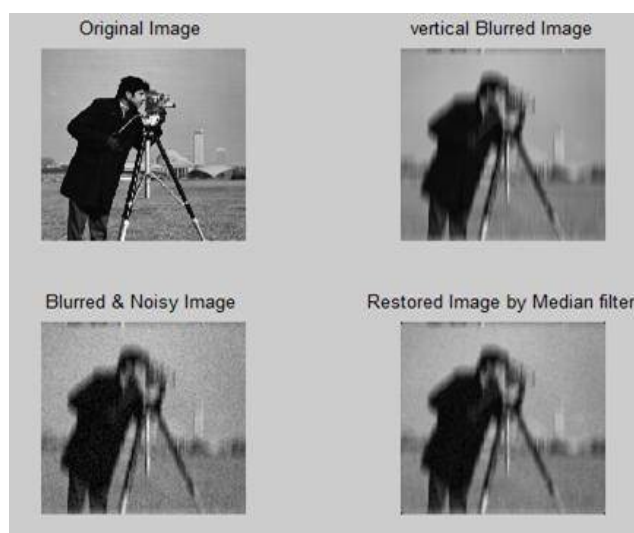 Original Image
vertical Blurred Image
Blurred & Noisy Image
Restored Image by Median filter